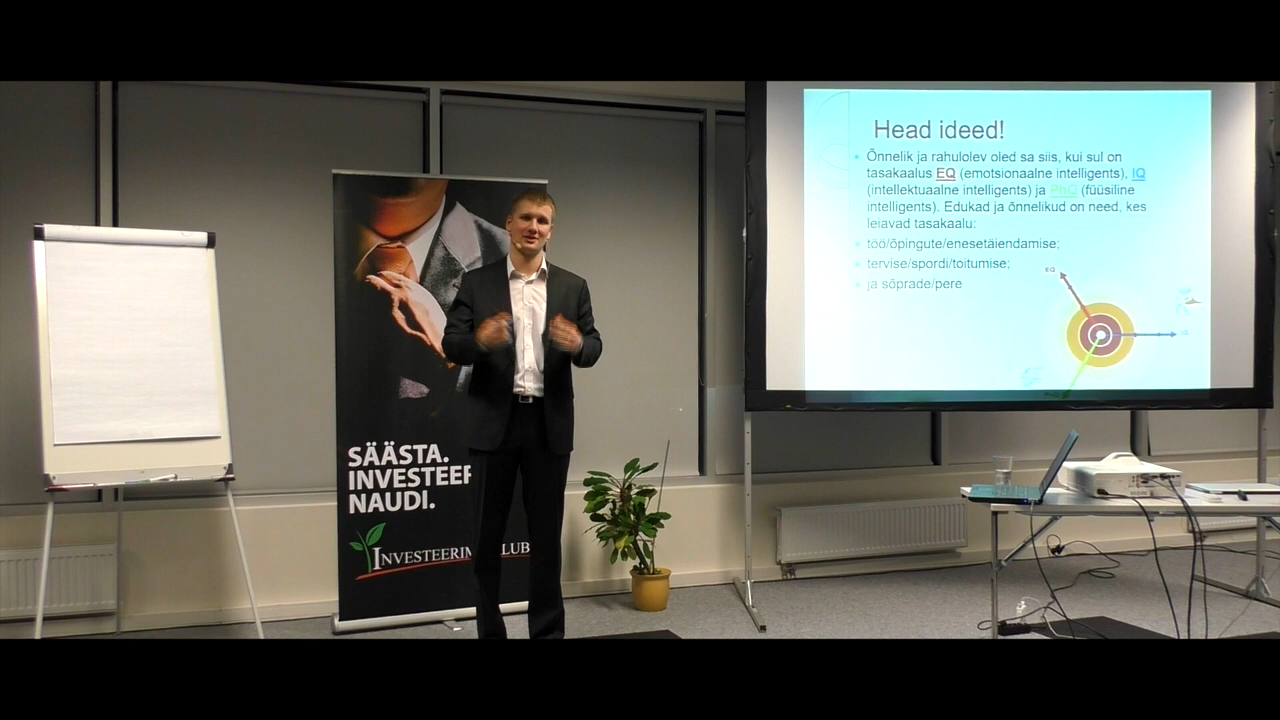 SÄÄSTA.
INVESTEER
NAUDI.
INVESTEERIM LUB
Head ideed!
Õnnelik ja rahulolev oled sa siis, kui sul on
tasakaalus EQ (emotsionaalne intelligents), IQ
(intellektuaalne intelligents) ja PhQ (füüsiline
intelligents). Edukad ja õnnelikud on need, kes
leiavad tasakaalu:
töö/õpingute/enesetäiendamise;
tervise/spordi/toitumise;
ja sõprade/pere
EQ